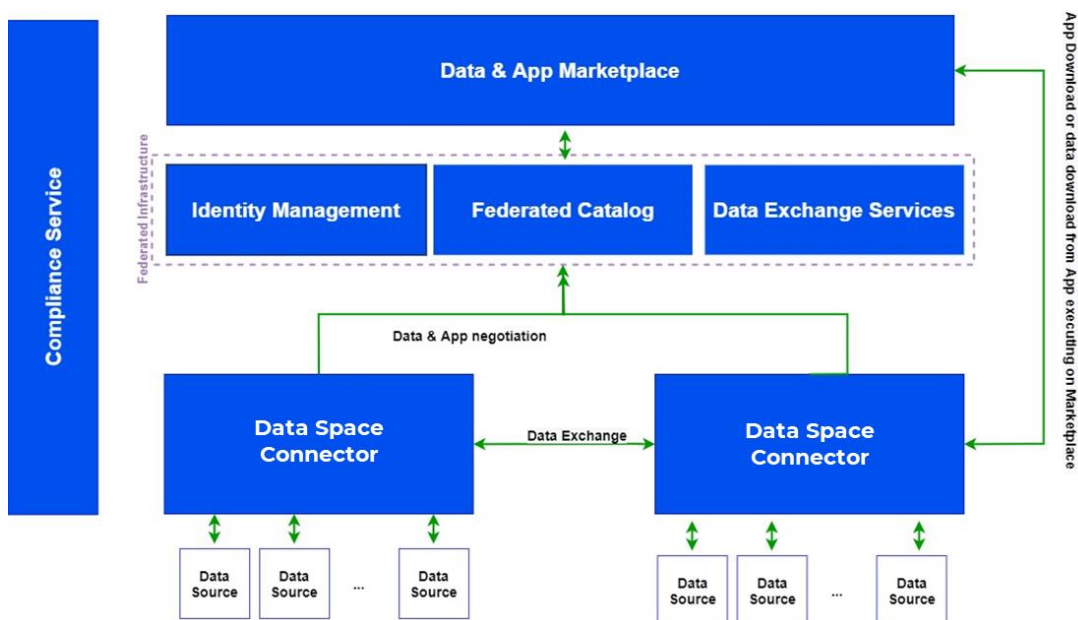 Compliance Service
Data & App Marketplace
App Download or data download from App executing on Marketplace
Federated Infrastructure
Identity Management
Federated Catalog
Data Exchange Services
Data & App negotiation
Data Space
Connector
Data Exchange
Data Space
Connector
Data
Source
Data
Source
...
Data
Source
Data
Source
Data
Source
...
Data
Source